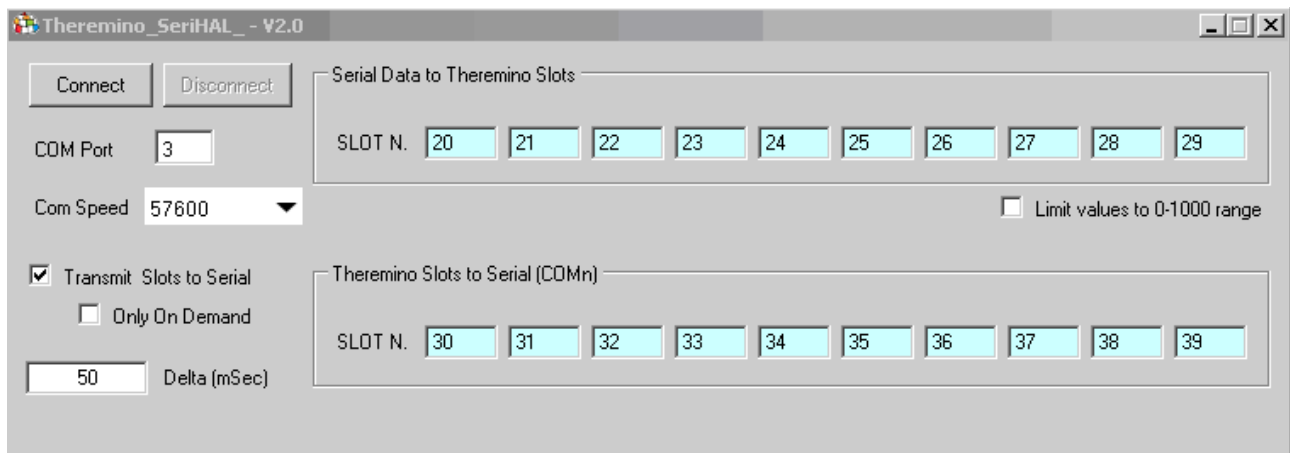 Theremino_SeriHAL_ - V2.0
Connect Disconnect
COM Port 3
Com Speed 57600
Transmit Slots to Serial
Only On Demand
50 Delta (mSec)
Serial Data to Theremino Slots
SLOT N. 20 21 22 23 24 25 26 27 28 29
Limit values to 0-1000 range
Theremino Slots to Serial (COMn)
SLOT N. 30 31 32 33 34 35 36 37 38 39